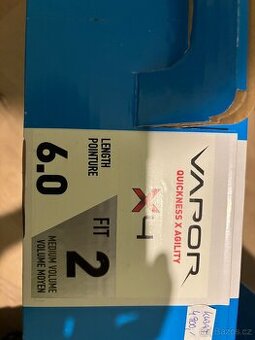 VAPOR
QUICKNESS X AGILITY
X4
LENGTH
POINTURE
6.0
FIT 2
MEDIUM VOLUME
VOLUME MOYEN